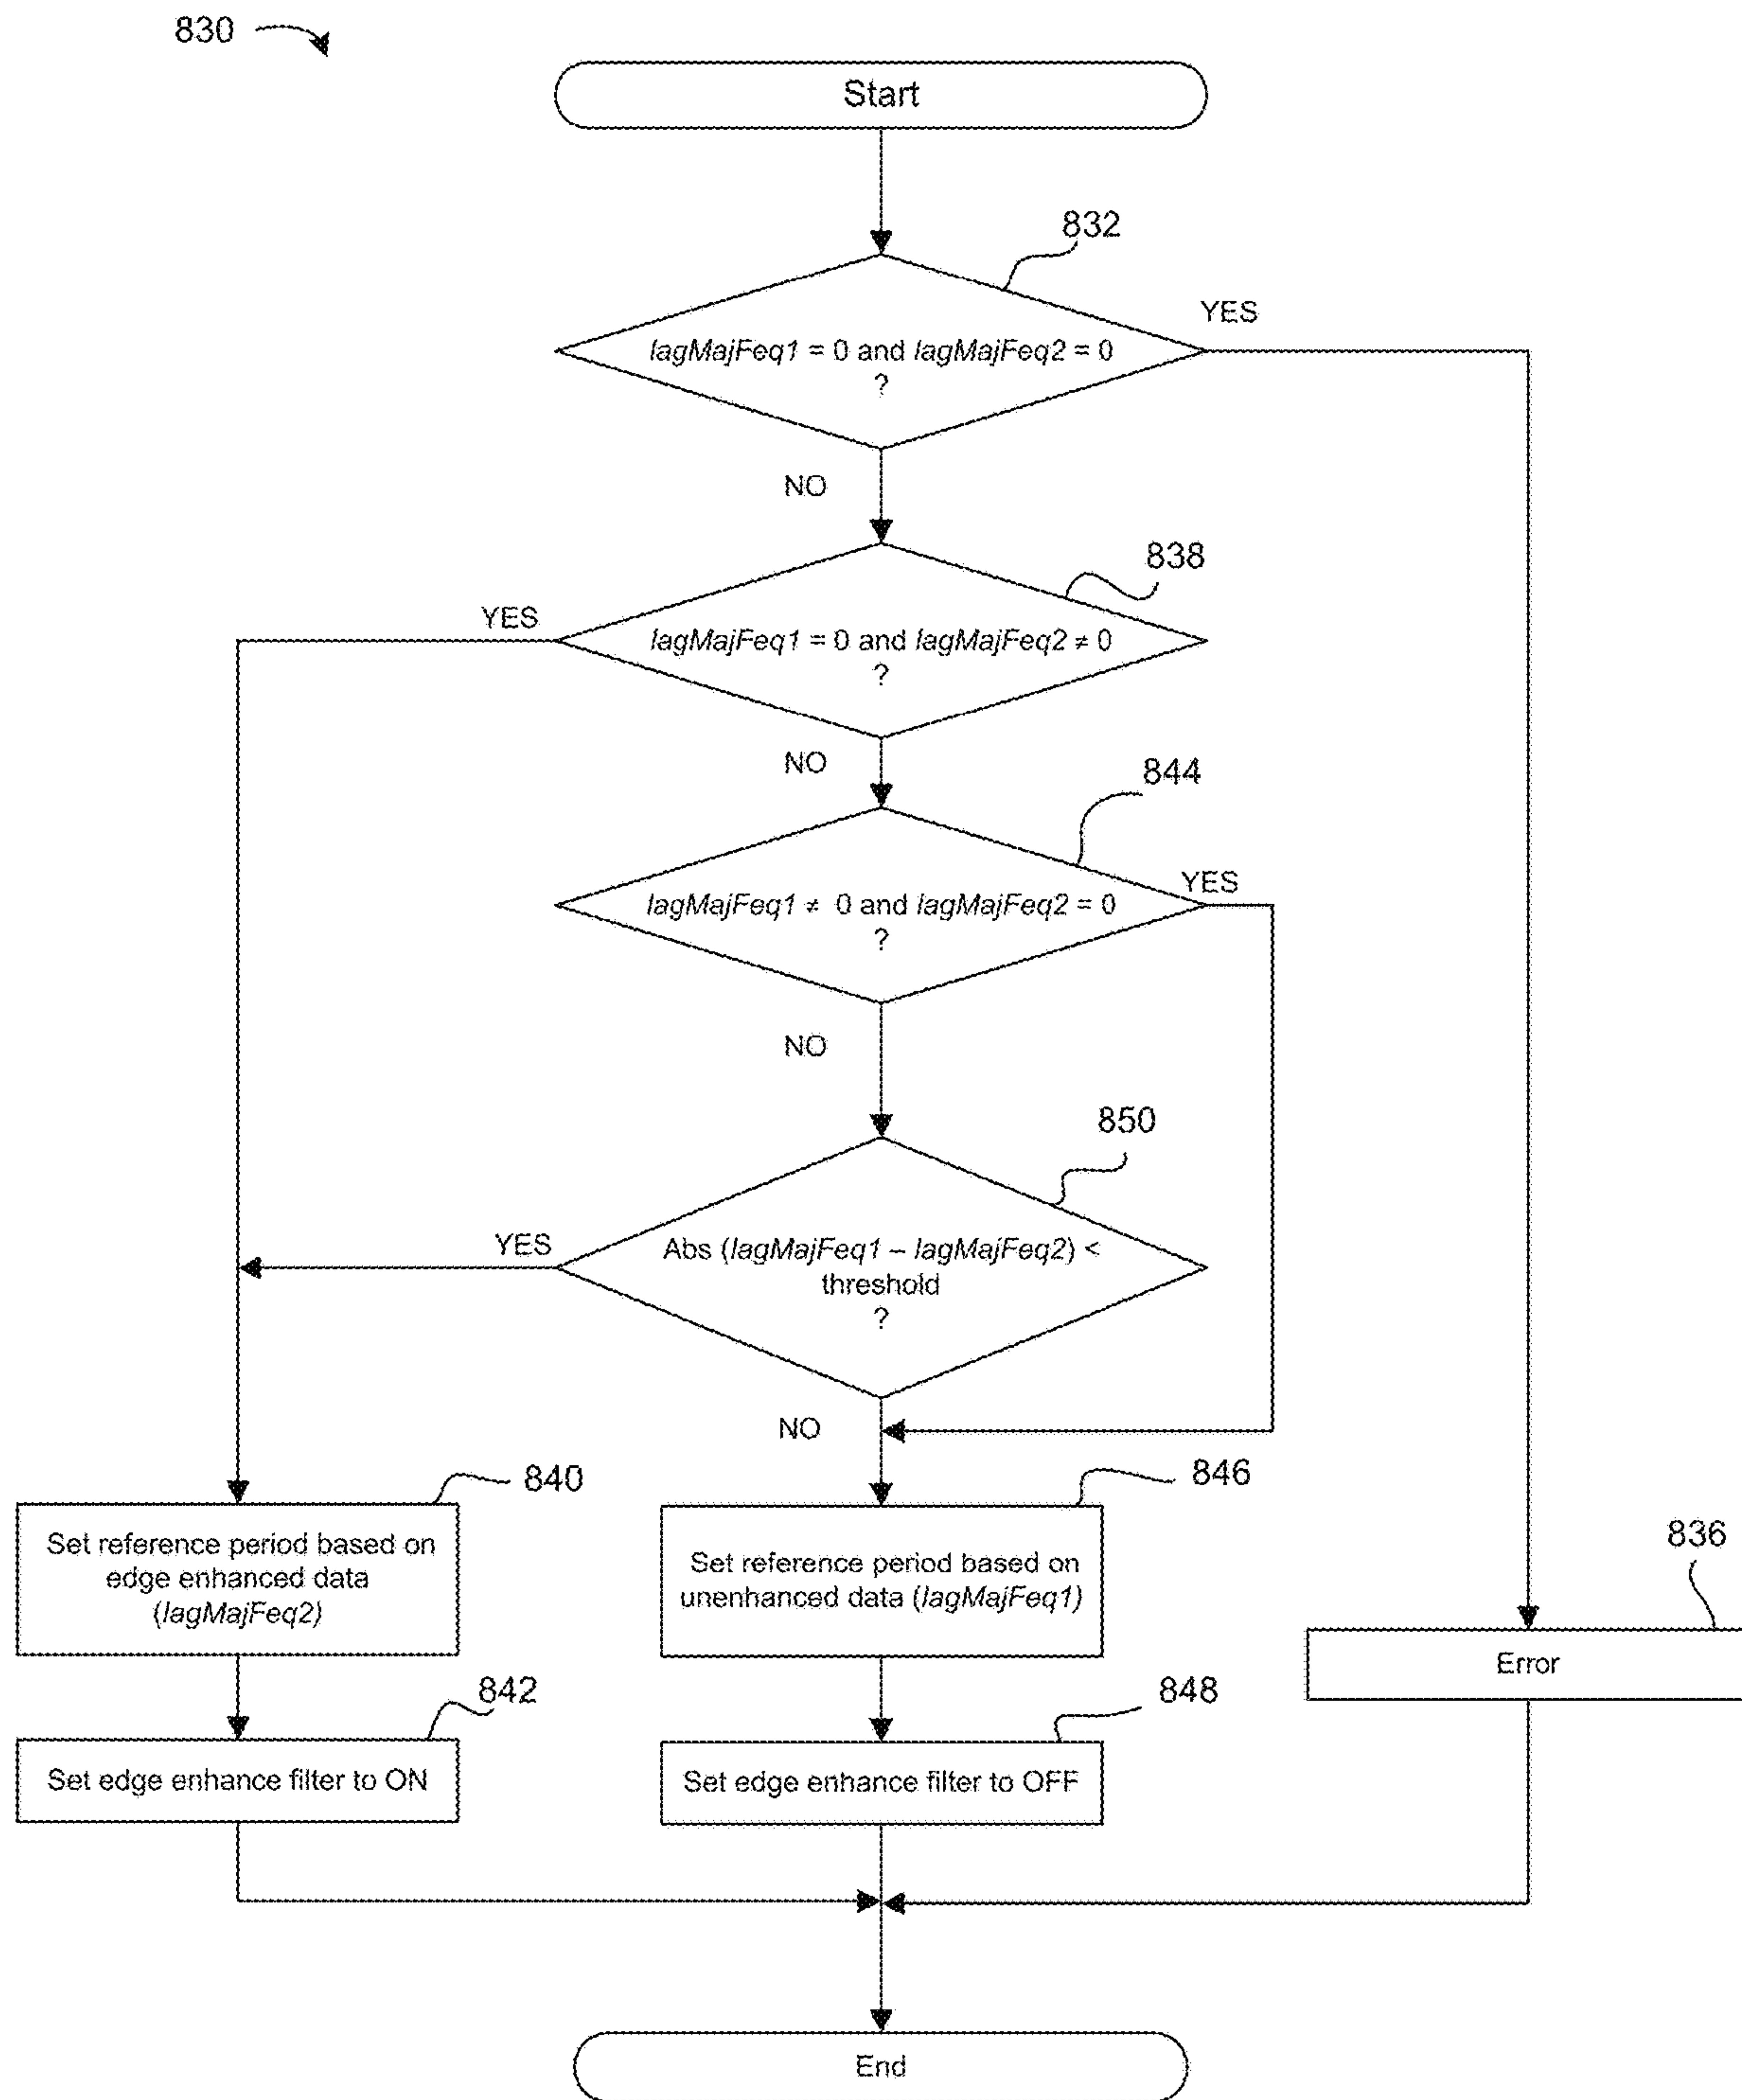 830
Start
832
YES
lagMajFeq1 = 0 and lagMajFeq2 = 0
?
NO
838
YES
lagMajFeq1 = 0 and lagMajFeq2 ≠ 0
?
NO
844
YES
lagMajFeq1 ≠ 0 and lagMajFeq2 = 0
?
NO
850
YES
Abs (lagMajFeq1 – lagMajFeq2) <
threshold
?
NO
840
Set reference period based on
edge enhanced data
(lagMajFeq2)
846
Set reference period based on
unenhanced data (lagMajFeq1)
836
Error
842
Set edge enhance filter to ON
848
Set edge enhance filter to OFF
End